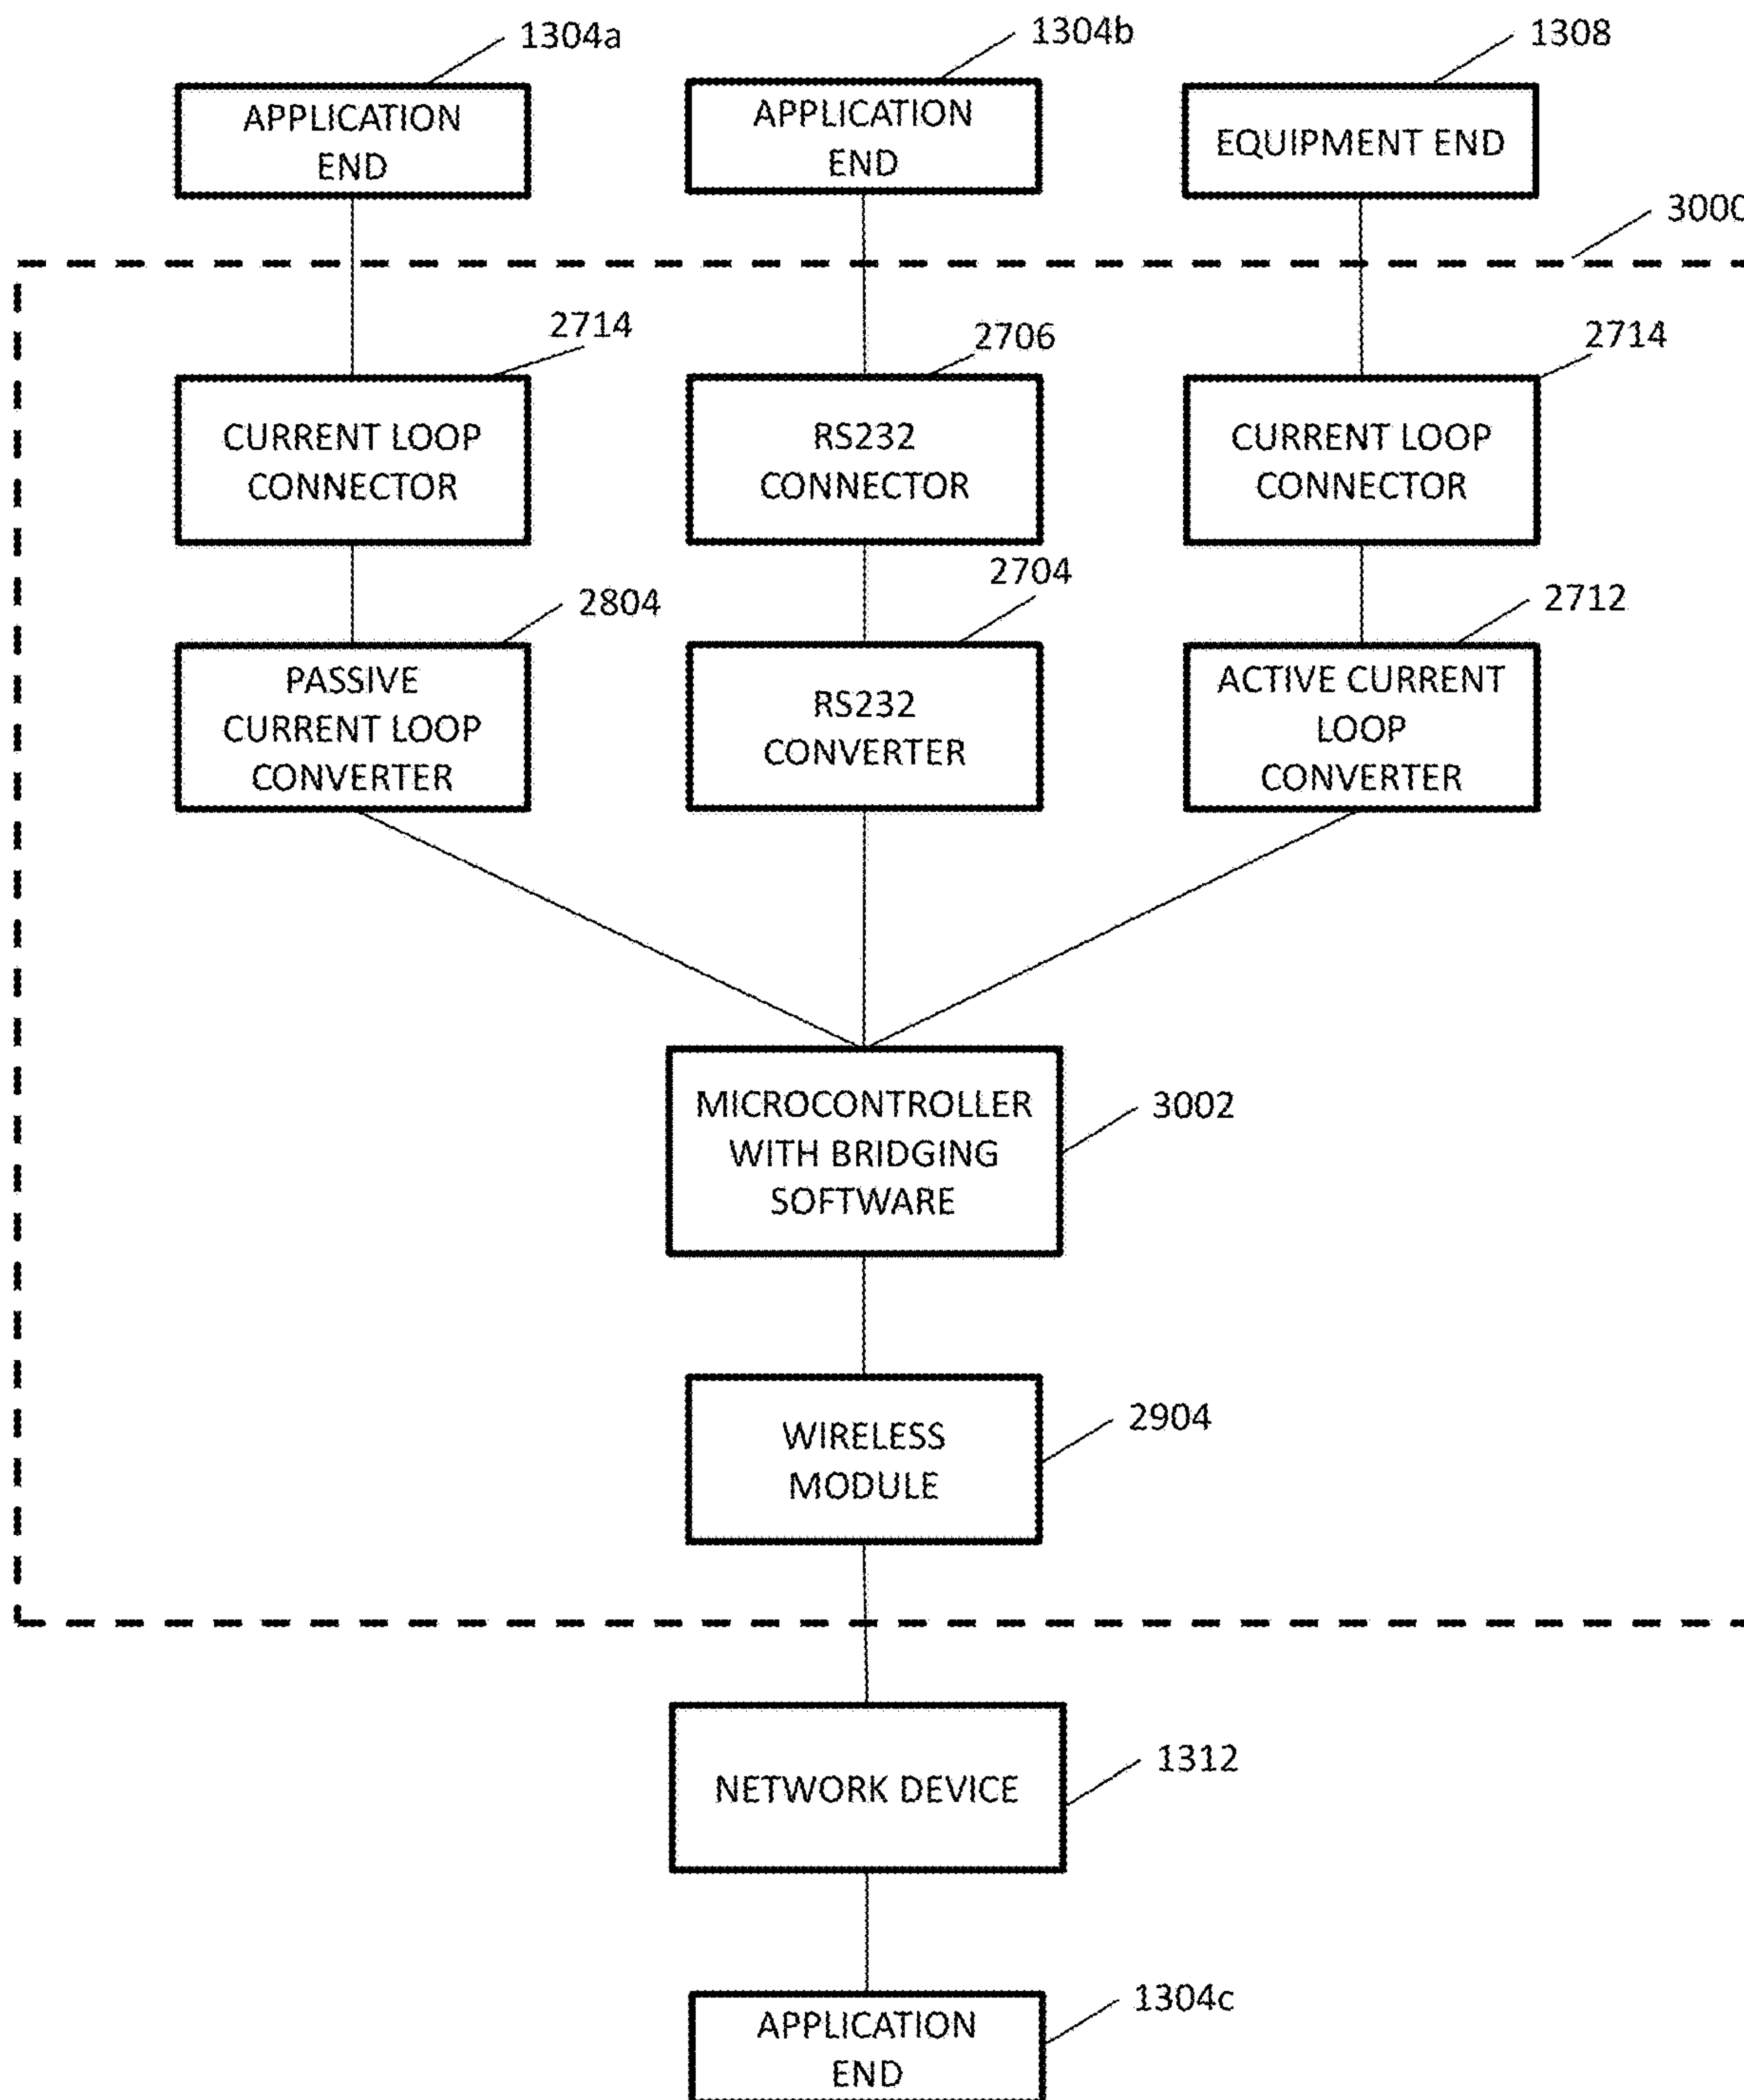 1304a
1304b
1308
APPLICATION
END
APPLICATION
END
EQUIPMENT END
3000
2714
2706
2714
CURRENT LOOP
CONNECTOR
RS232
CONNECTOR
CURRENT LOOP
CONNECTOR
2804
2704
2712
PASSIVE
CURRENT LOOP
CONVERTER
RS232
CONVERTER
ACTIVE CURRENT
LOOP
CONVERTER
MICROCONTROLLER
WITH BRIDGING
SOFTWARE
3002
WIRELESS
MODULE
2904
NETWORK DEVICE
1312
1304c
APPLICATION
END